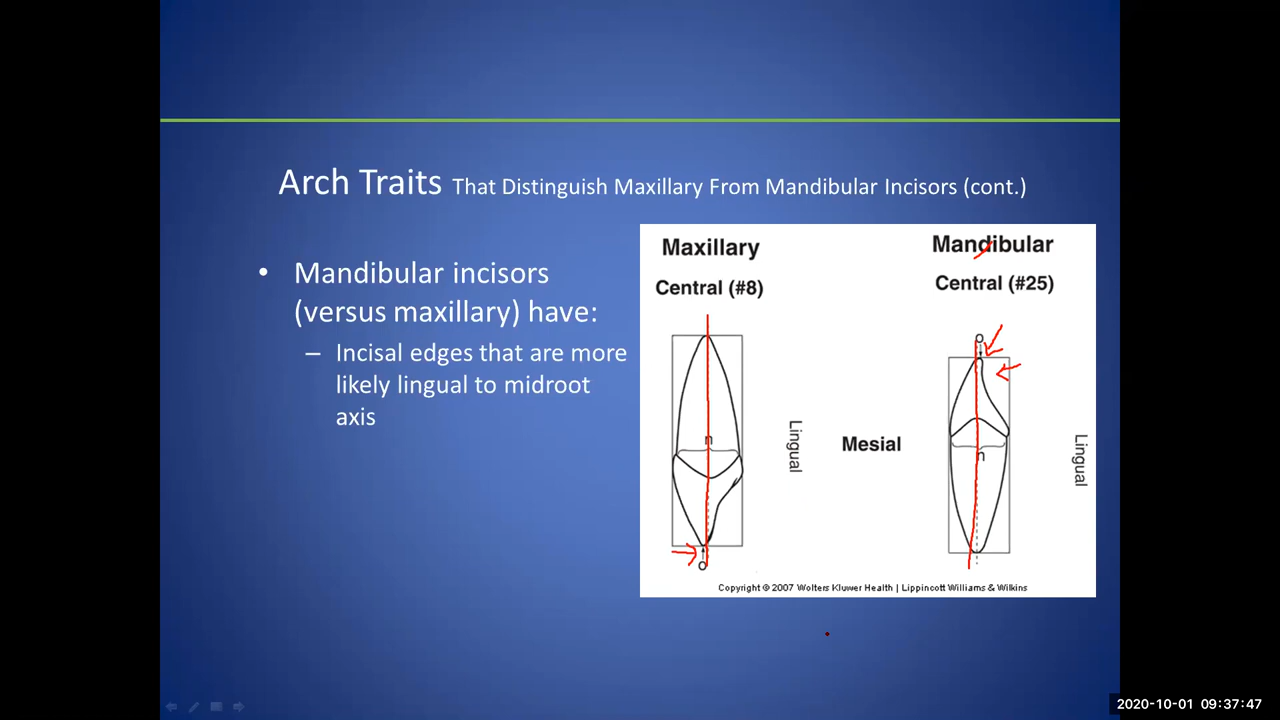 Arch Traits That Distinguish Maxillary From Mandibular Incisors (cont.)
• Mandibular incisors
(versus maxillary) have:
– Incisal edges that are more
likely lingual to midroot
axis
Maxillary
Central (#8)
n
O
Lingual
Mesial
Mandibular
Central (#25)
O
n
Lingual
Copyright © 2007 Wolters Kluwer Health | Lippincott Williams & Wilkins
2020-10-01 09:37:47